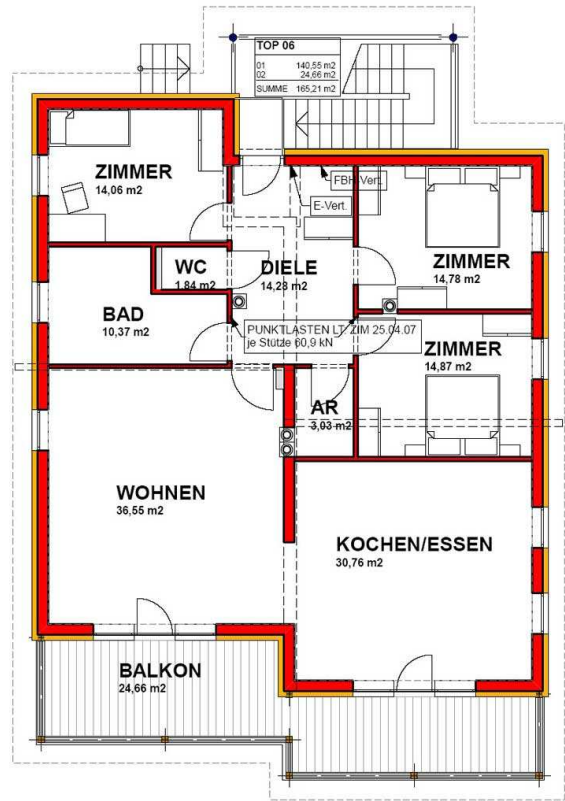 TOP 06
01 140,55 m2
02 24,66 m2
SUMME 165,21 m2
ZIMMER
14,06 m2
FBH-Vert.
E-Vert.
WC
1.84 m2
DIELE
14,28 m2
ZIMMER
14,78 m2
BAD
10,37 m2
PUNKTLASTEN LT. ZIM 25.04.07
je Stütze 60,9 kN
ZIMMER
14,87 m2
AR
3,03 m2
WOHNEN
36,55 m2
KOCHEN/ESSEN
30,76 m2
BALKON
24,66 m2